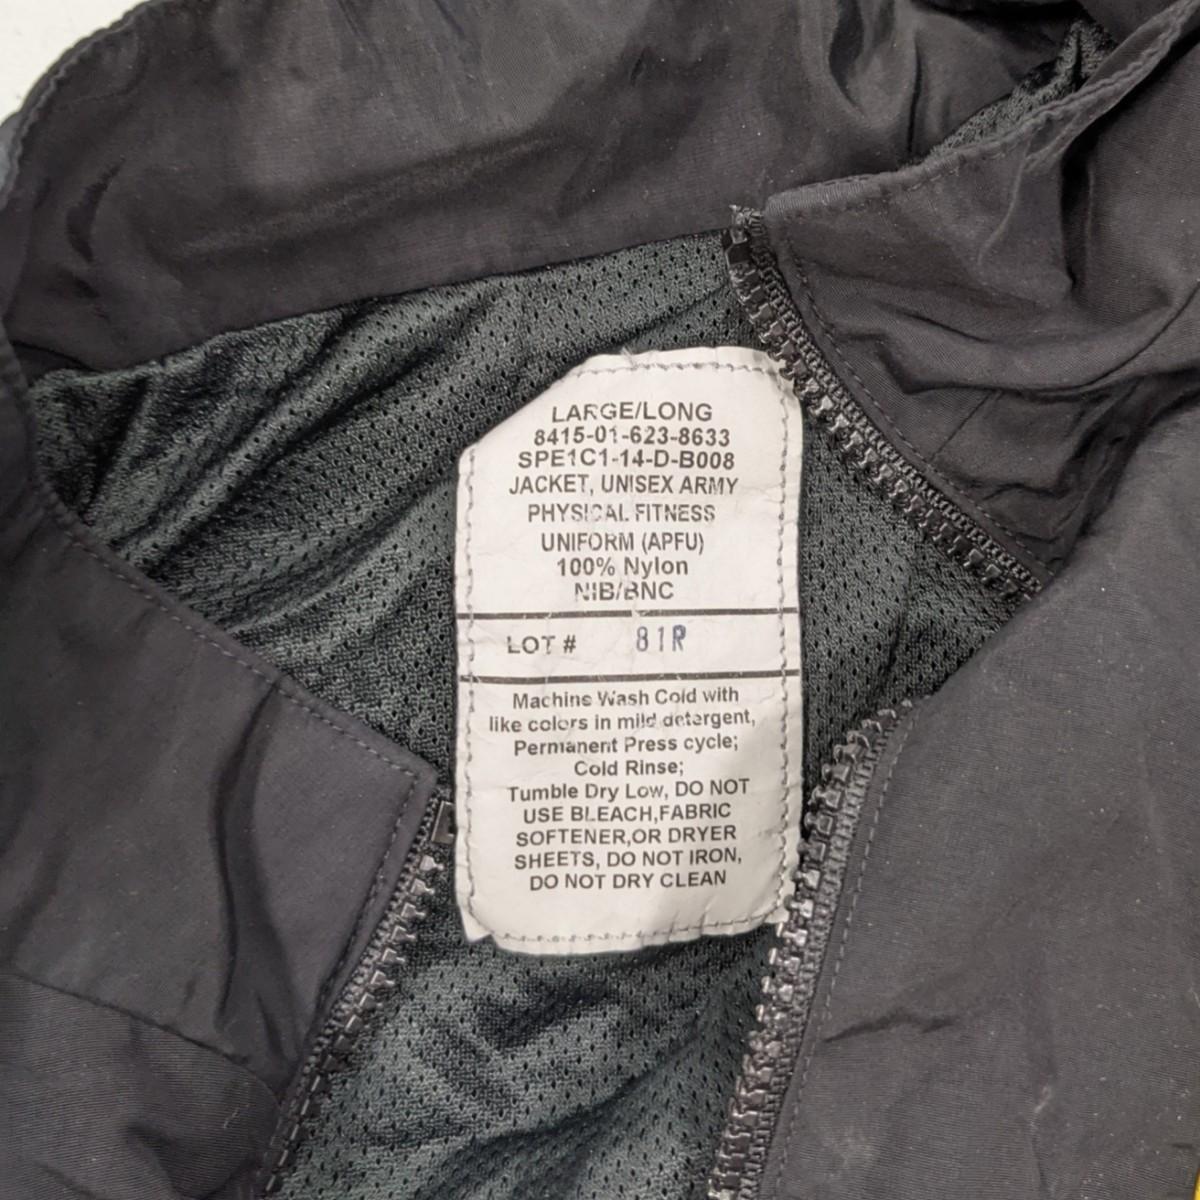 LARGE/LONG
8415-01-623-8633
SPE1C1-14-D-B008
JACKET, UNISEX ARMY
PHYSICAL FITNESS
UNIFORM (APFU)
100% Nylon
NIB/BNC
LOT # 81R
Machine Wash Cold with
like colors in mild detergent,
Permanent Press cycle;
Cold Rinse;
Tumble Dry Low, DO NOT
USE BLEACH,FABRIC
SOFTENER,OR DRYER
SHEETS, DO NOT IRON,
DO NOT DRY CLEAN